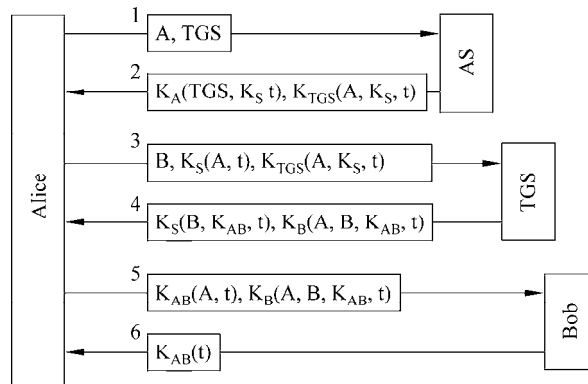 1
A, TGS
AS
2
K_A(TGS, K_S t), K_TGS(A, K_S, t)
3
B, K_S(A, t), K_TGS(A, K_S, t)
TGS
Alice
4
K_S(B, K_AB, t), K_B(A, B, K_AB, t)
5
K_AB(A, t), K_B(A, B, K_AB, t)
Bob
6
K_AB(t)